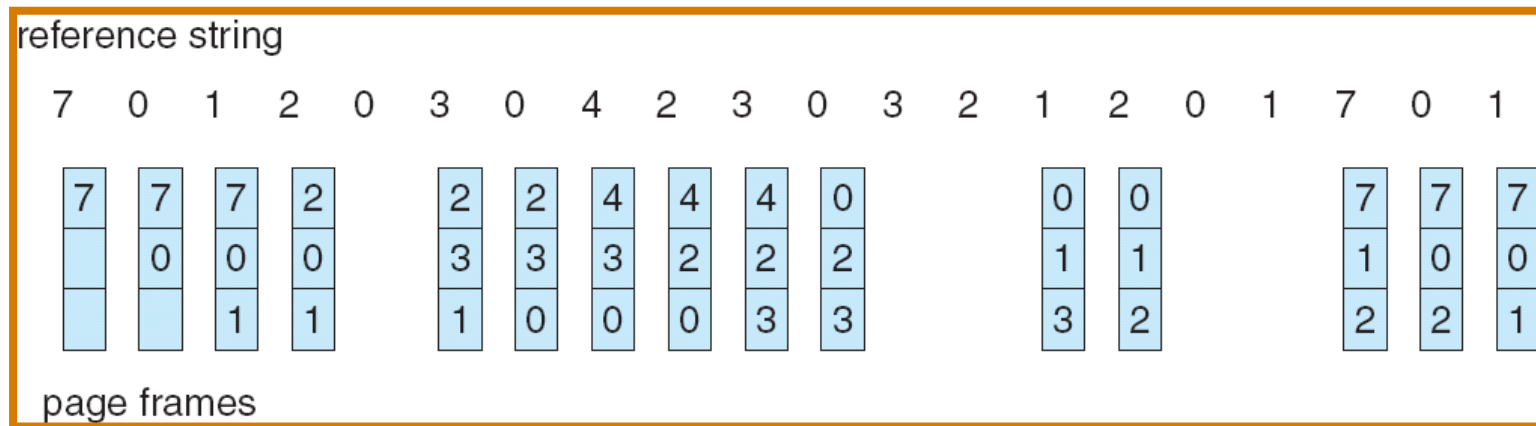 reference string
7 0 1 2 0 3 0 4 2 3 0 3 2 1 2 0 1 7 0 1
7 7 7 2 2 2 4 4 4 0 0 0 7 7 7
0 0 0 3 3 3 2 2 2 1 1 1 0 0
1 1 1 0 0 0 3 3 3 2 2 2 1
page frames